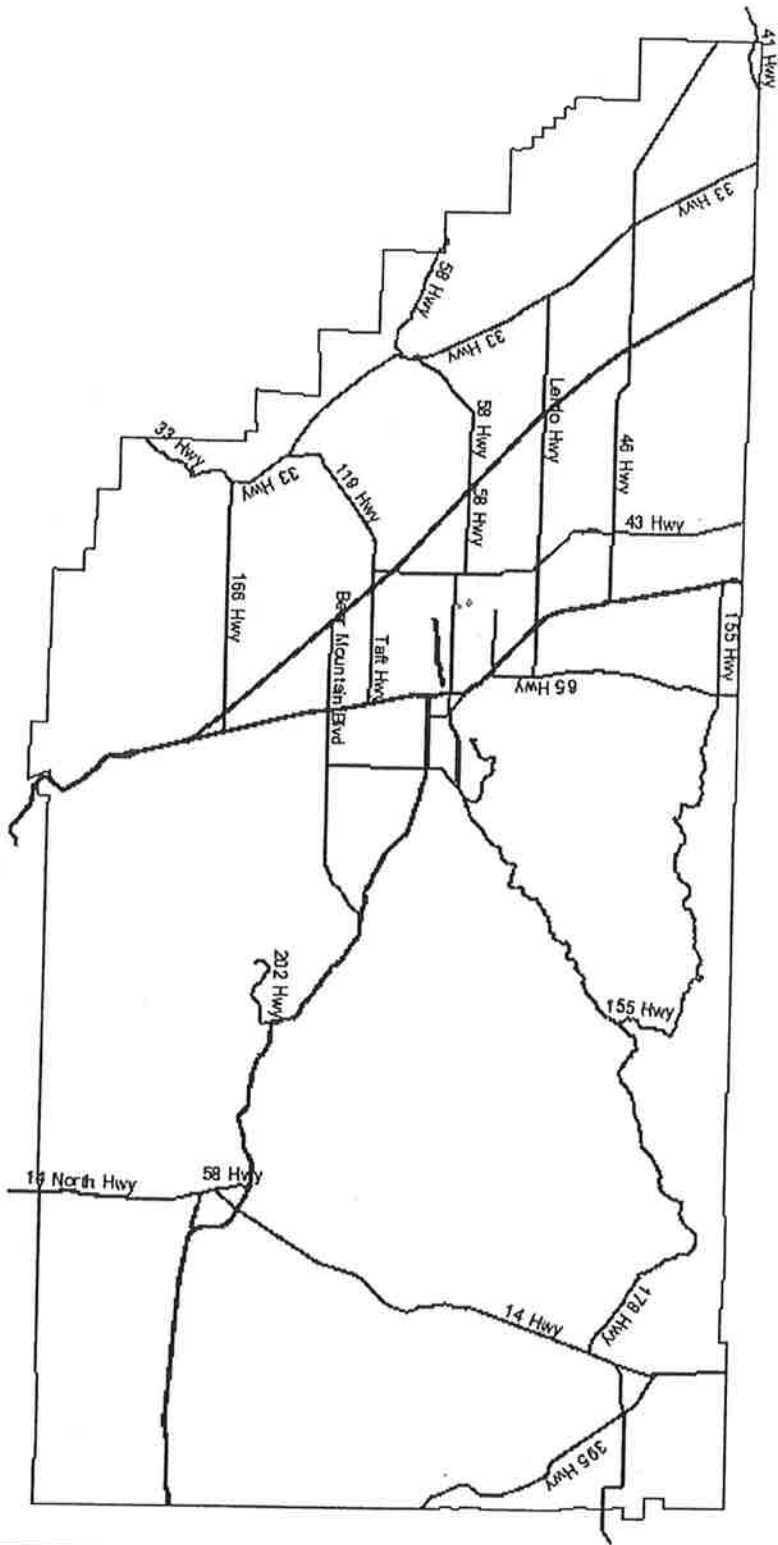 41 Hwy
33 Hwy
58 Hwy
33 Hwy
Lerdo Hwy
46 Hwy
58 Hwy
58 Hwy
43 Hwy
33 Hwy
33 Hwy
119 Hwy
166 Hwy
Bear Mountain Blvd
Taft Hwy
65 Hwy
155 Hwy
202 Hwy
155 Hwy
14 North Hwy
58 Hwy
14 Hwy
178 Hwy
395 Hwy